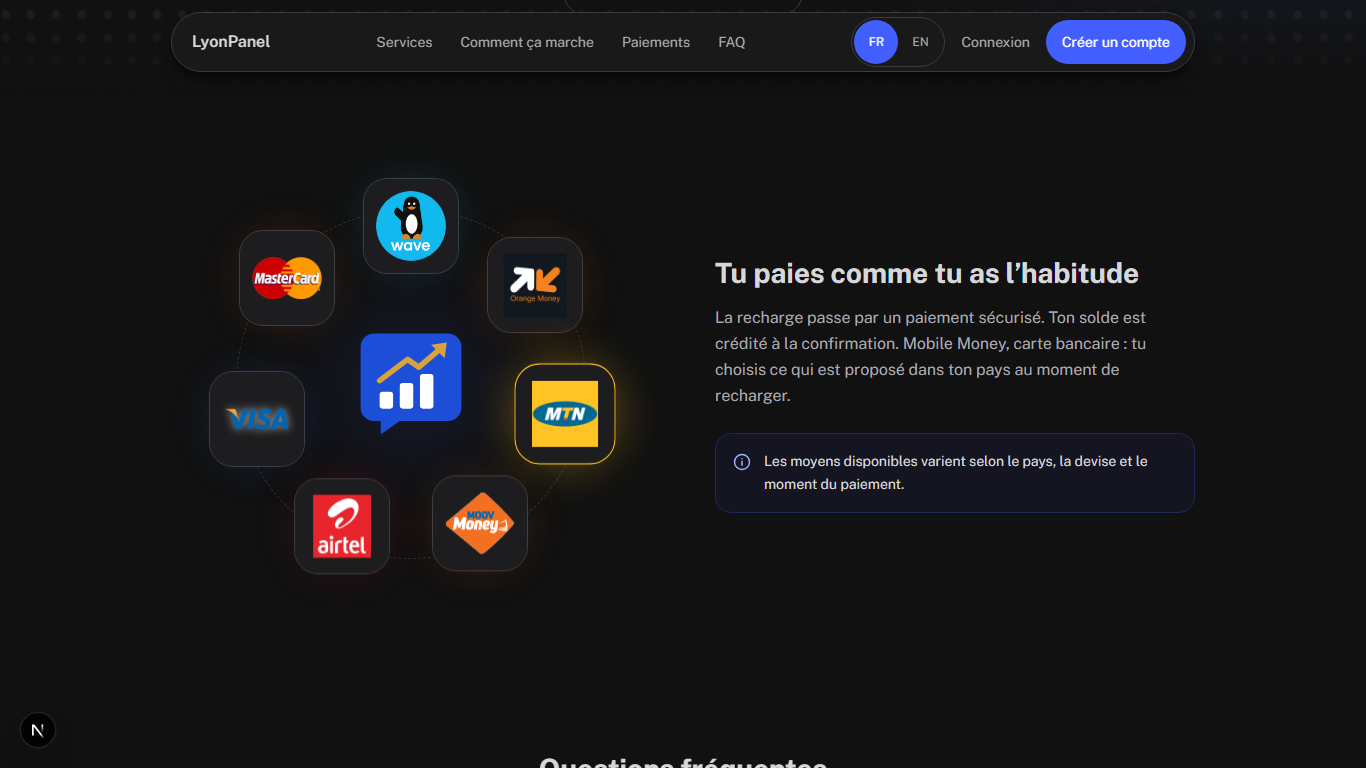 LyonPanel
Services
Comment ça marche
Paiements
FAQ
FR
EN
Connexion
Créer un compte
wave
MasterCard
Orange Money
VISA
MTN
airtel
MOOV
Money
Tu paies comme tu as l’habitude
La recharge passe par un paiement sécurisé. Ton solde est
crédité à la confirmation. Mobile Money, carte bancaire : tu
choisis ce qui est proposé dans ton pays au moment de
recharger.
Les moyens disponibles varient selon le pays, la devise et le
moment du paiement.
N
Questions fréquentes